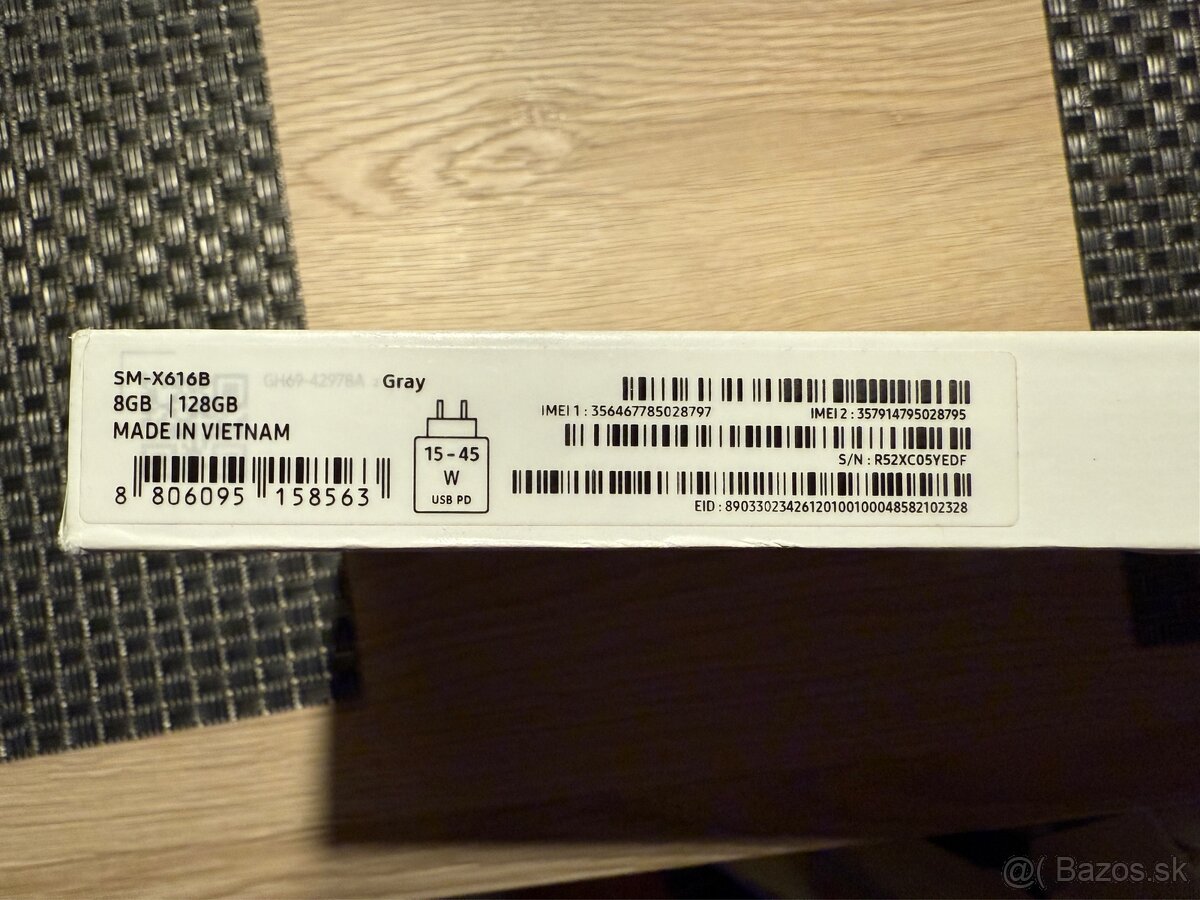 SM-X616B
GH69-42978A
Gray
8GB | 128GB
MADE IN VIETNAM
8 806095 158563
15-45
W
USB PD
IMEI 1 : 356467785028797
IMEI 2 : 357914795028795
S/N : R52XC05YEDF
EID : 89033023426120100100048582102328
@( Bazos.sk